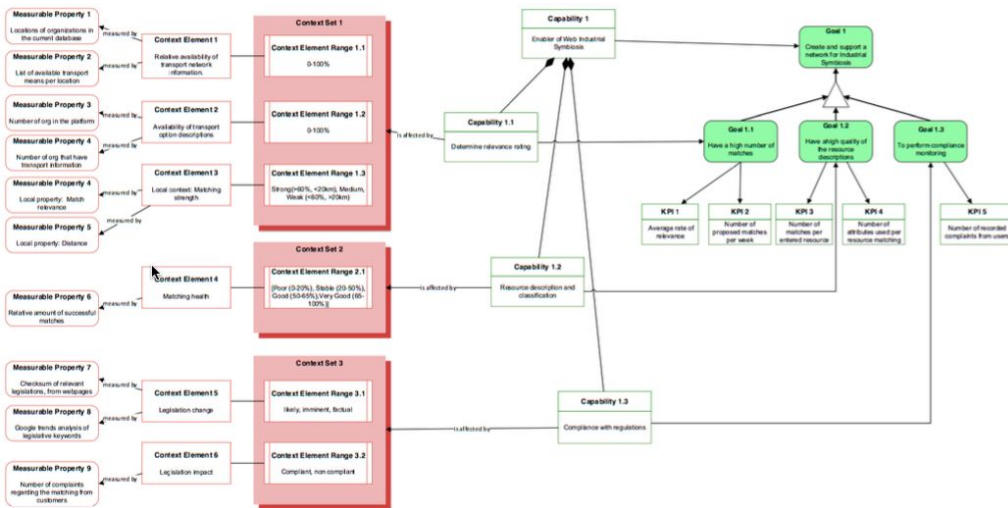 Measurable Property 1
Locations of organizations in
the current database
Measurable Property 2
List of available transport
means per location
Measurable Property 3
Number of org in the platform
Measurable Property 4
Number of org that have
transport information
Measurable Property 4
Local property: Match
relevance
Measurable Property 5
Local property: Distance
Measurable Property 6
Relative amount of successful
matches
Measurable Property 7
Checksum of relevant
legislations, from webpages
Measurable Property 8
Google trends analysis of
legislative keywords
Measurable Property 9
Number of complaints
regarding the matching from
customers
measured by
measured by
measured by
measured by
measured by
measured by
Context Element 1
Relative availability of
transport network
information.
Context Element 2
Availability of transport
option descriptions
Context Element 3
Local context: Matching
strength
Context Element 4
Matching health
Context Element 5
Legislation change
Context Element 6
Legislation impact
Context Set 1
Context Element Range 1.1
0-100%
Context Element Range 1.2
0-100%
Context Element Range 1.3
Strong(>60%, <20km), Medium,
Weak (<60%, >20km)
Context Set 2
Context Element Range 2.1
[Poor (0-20%), Stable (20-50%),
Good (50-65%),Very Good (65-
100%)]
Context Set 3
Context Element Range 3.1
likely, imminent, factual
Context Element Range 3.2
Compliant, non compliant
is affected by
is affected by
is affected by
Capability 1
Enabler of Web Industrial
Symbiosis
Capability 1.1
Determine relevance rating
Capability 1.2
Resource description and
classification
Capability 1.3
Compliance with regulations
Goal 1
Create and support a
network for Industrial
Symbiosis
Goal 1.1
Have a high number of
matches
Goal 1.2
Have a high quality of
the resource
descriptions
Goal 1.3
To perform compliance
monitoring
KPI 1
Average rate of
relevance
KPI 2
Number of
proposed matches
per week
KPI 3
Number of
matches per
entered resource
KPI 4
Number of
attributes used per
resource matching
KPI 5
Number of recorded
complaints from users